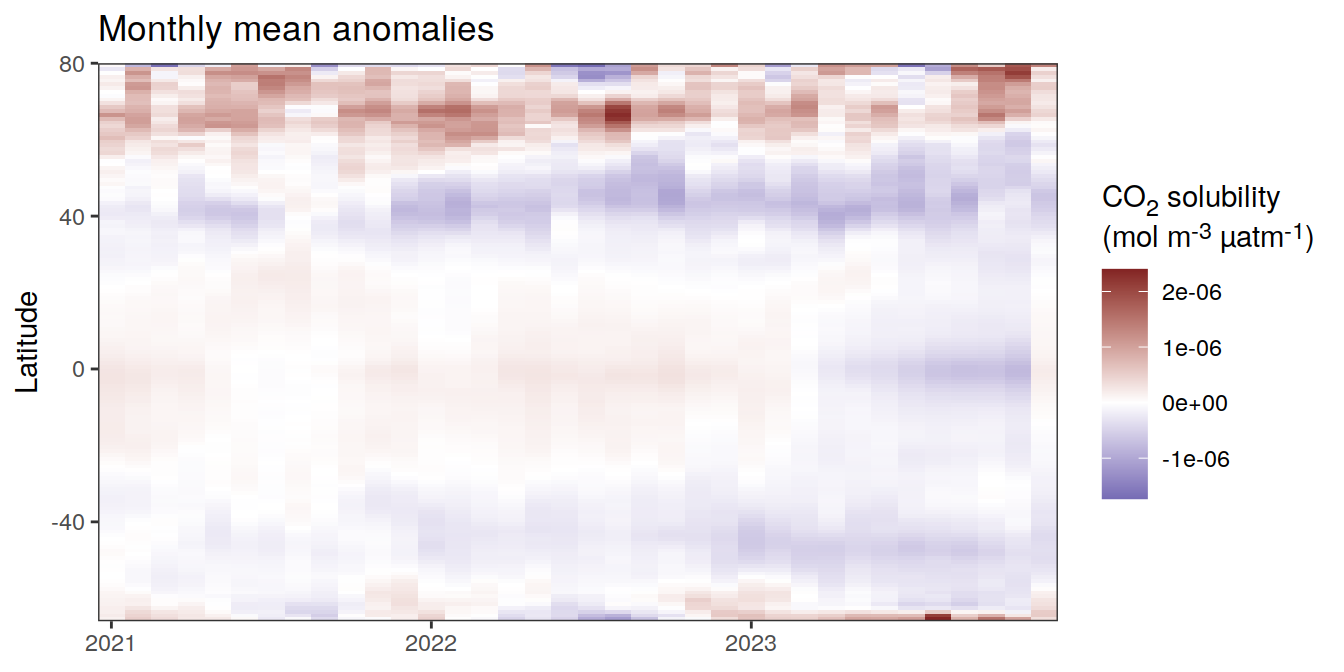 Monthly mean anomalies
80
40
0
-40
Latitude
2021
2022
2023
CO₂ solubility
(mol m⁻³ µatm⁻¹)
2e-06
1e-06
0e+00
-1e-06